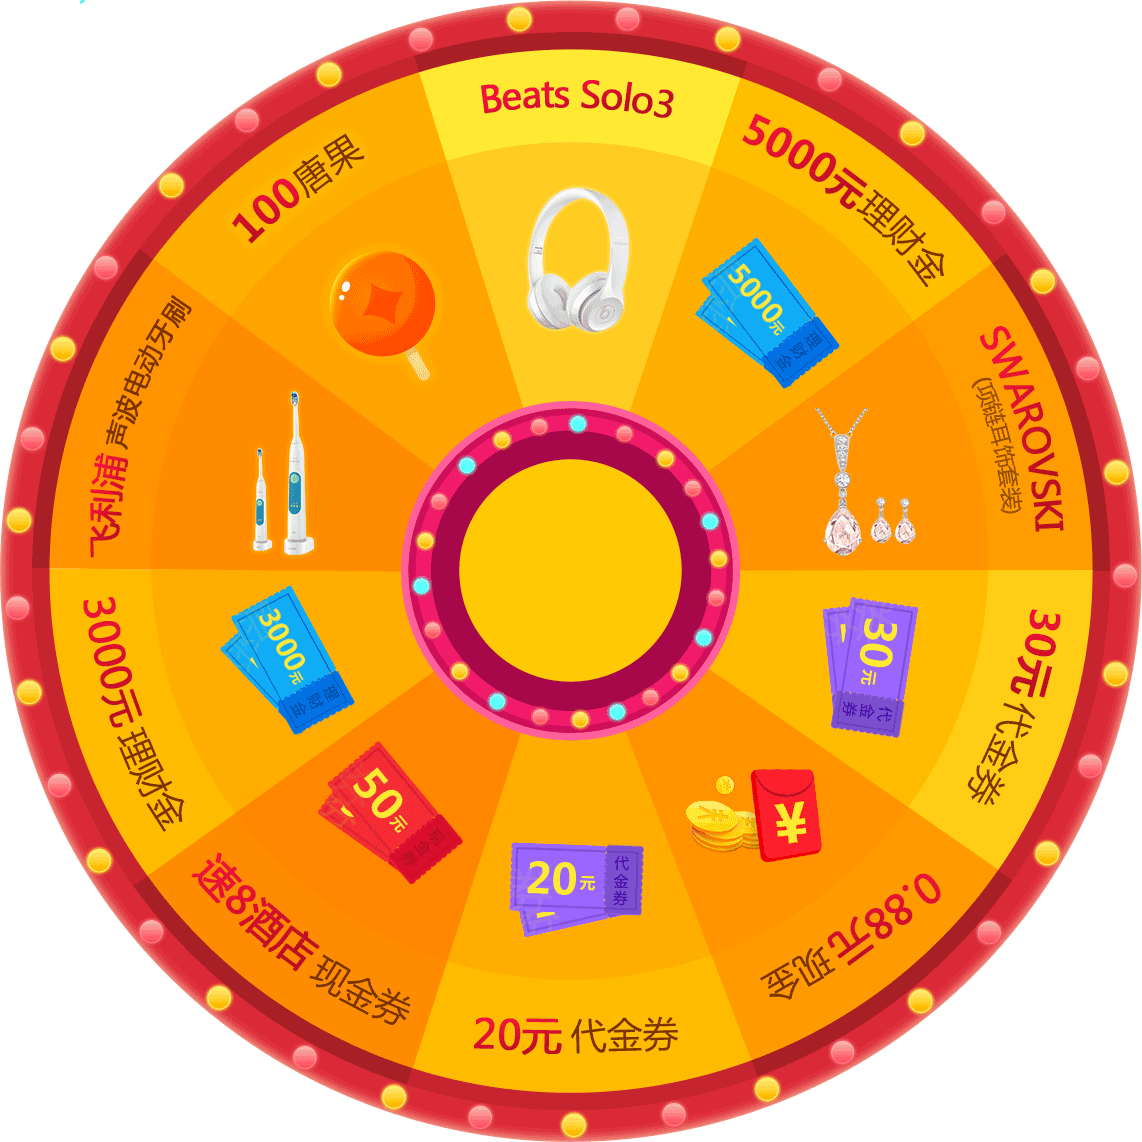 Beats Solo3
5000元理财金
5000元
理财金
SWAROVSKI
(项链耳饰套装)
30元代金券
30元
代金券
0.88元现金
¥
20元 代金券
20元
代金券
速8酒店 现金券
50元
现金券
3000元 理财金
3000元
理财金
飞利浦 声波电动牙刷
100唐果